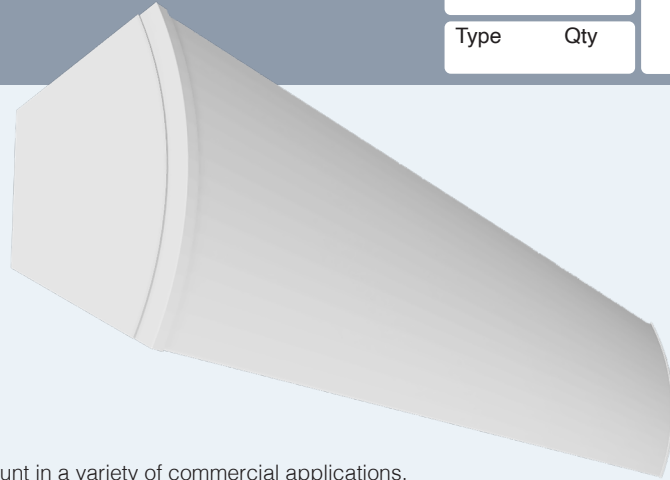 Type Qty
unt in a variety of commercial applications.